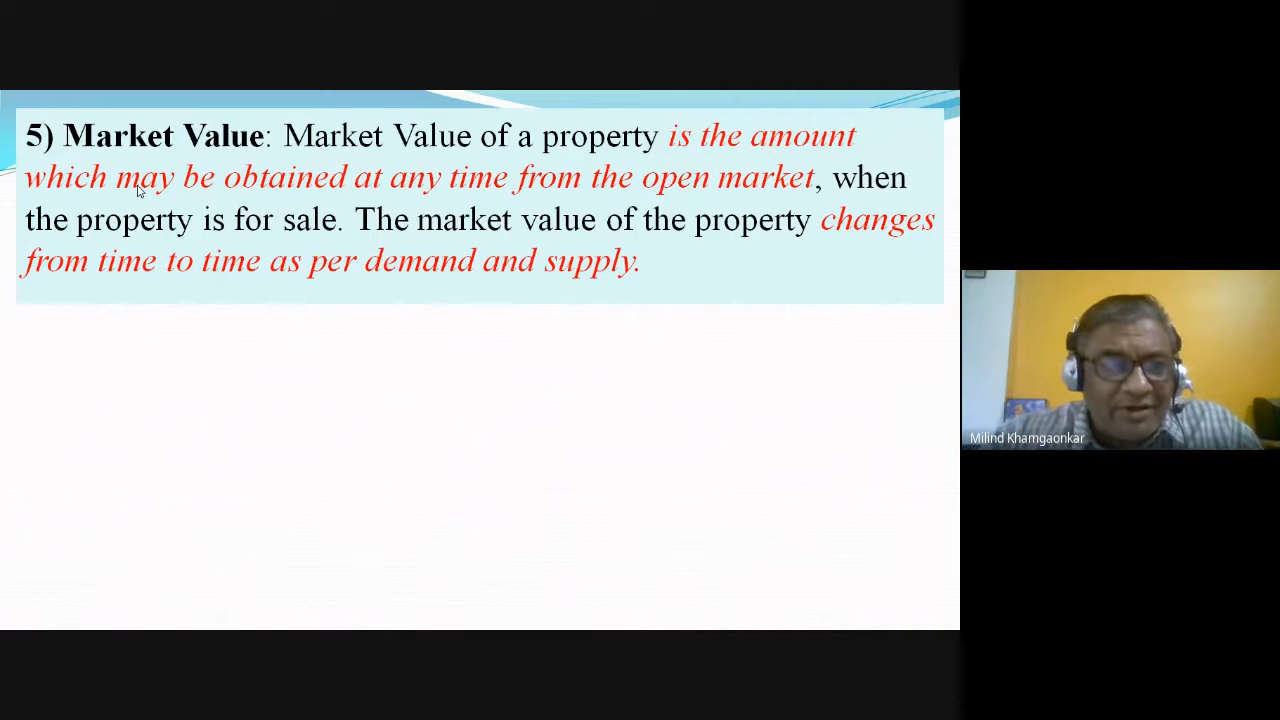 5) Market Value: Market Value of a property is the amount
which may be obtained at any time from the open market, when
the property is for sale. The market value of the property changes
from time to time as per demand and supply.
Milind Khamgaonkar